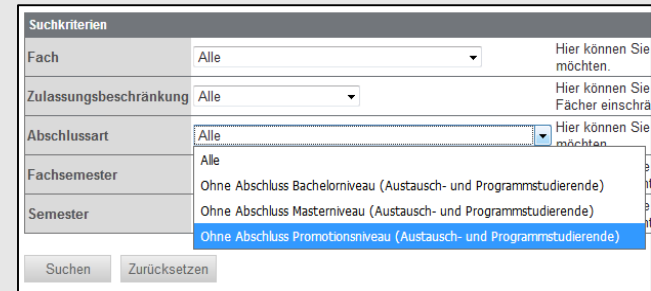 Suchkriterien
Fach Alle Hier können Sie
möchten.
Zulassungsbeschränkung Alle Hier können Sie
Fächer einschrä
Abschlussart Alle Hier können Sie
möchten
Alle
Fachsemester Ohne Abschluss Bachelorniveau (Austausch- und Programmstudierende)
Semester Ohne Abschluss Masterniveau (Austausch- und Programmstudierende)
Ohne Abschluss Promotionsniveau (Austausch- und Programmstudierende)
Suchen Zurücksetzen